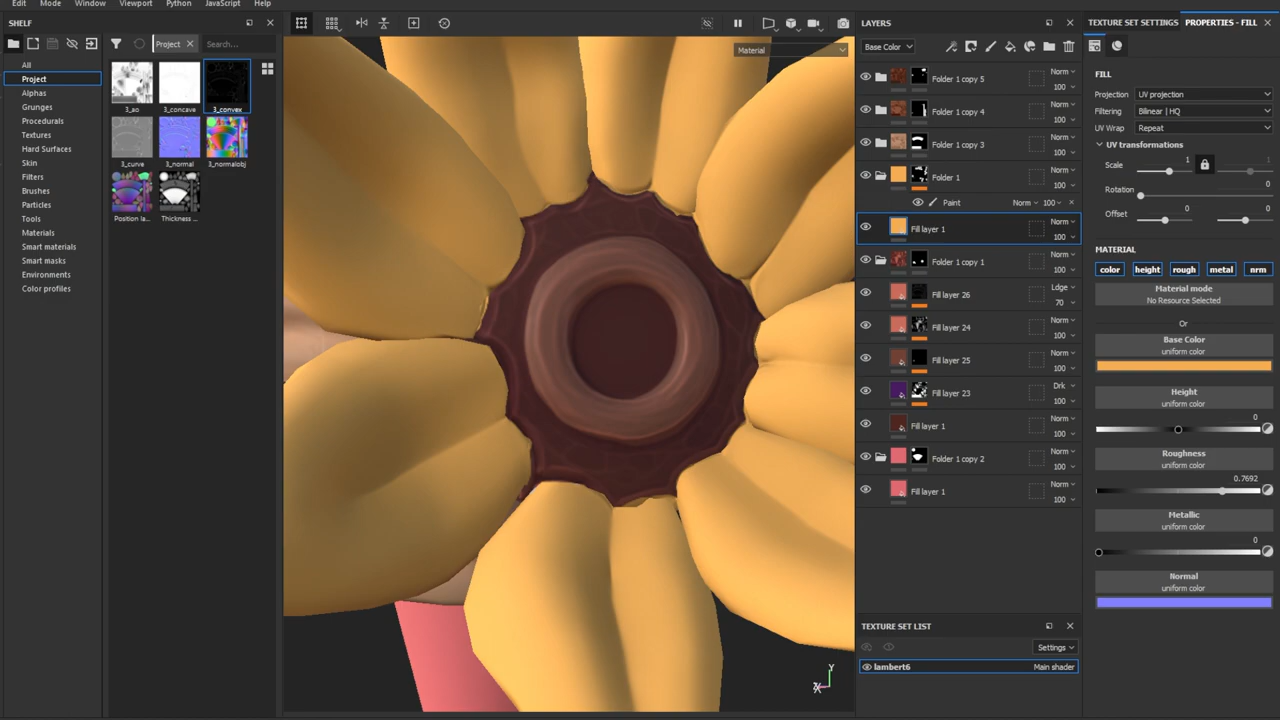 Edit Mode Window Viewport Python JavaScript Help
SHELF
Project
Search...
All
Project
Alphas
Grunges
Procedurals
Textures
Hard Surfaces
Skin
Filters
Brushes
Particles
Tools
Materials
Smart materials
Smart masks
Environments
Color profiles
3_ao 3_concave 3_convex
3_curve 3_normal 3_normalobj
Position la... Thickness ...
Material
Y
LAYERS
Base Color
Folder 1 copy 5 Norm 100
Folder 1 copy 4 Norm 100
Folder 1 copy 3 Norm 100
Folder 1 Norm 100
Paint Norm 100
Fill layer 1 Norm 100
Folder 1 copy 1 Norm 100
Fill layer 26 Ldge 70
Fill layer 24 Norm 100
Fill layer 25 Norm 100
Fill layer 23 Drk 100
Fill layer 1 Norm 100
Folder 1 copy 2 Norm 100
Fill layer 1 Norm 100
TEXTURE SET LIST
Settings
lambert6 Main shader
TEXTURE SET SETTINGS PROPERTIES - FILL
FILL
Projection UV projection
Filtering Bilinear | HQ
UV Wrap Repeat
UV transformations
Scale 1 1
Rotation 0
Offset 0 0
MATERIAL
color height rough metal nrm
Material mode
No Resource Selected
Or
Base Color
uniform color
Height
uniform color
0
Roughness
uniform color
0.7692
Metallic
uniform color
0
Normal
uniform color